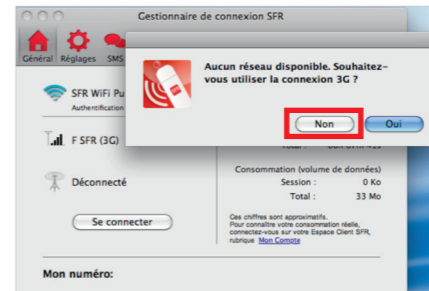 Gestionnaire de connexion SFR
Général Réglages SMS
Aucun réseau disponible. Souhaitez-
vous utiliser la connexion 3G ?
Non Oui
SFR WiFi Pu
Authentification
F SFR (3G)
Total :
Déconnecté
Consommation (volume de données)
Session : 0 Ko
Total : 33 Mo
Se connecter
Ces chiffres sont approximatifs.
Pour connaître votre consommation réelle,
connectez-vous sur votre Espace Client SFR,
rubrique Mon Compte
Mon numéro: